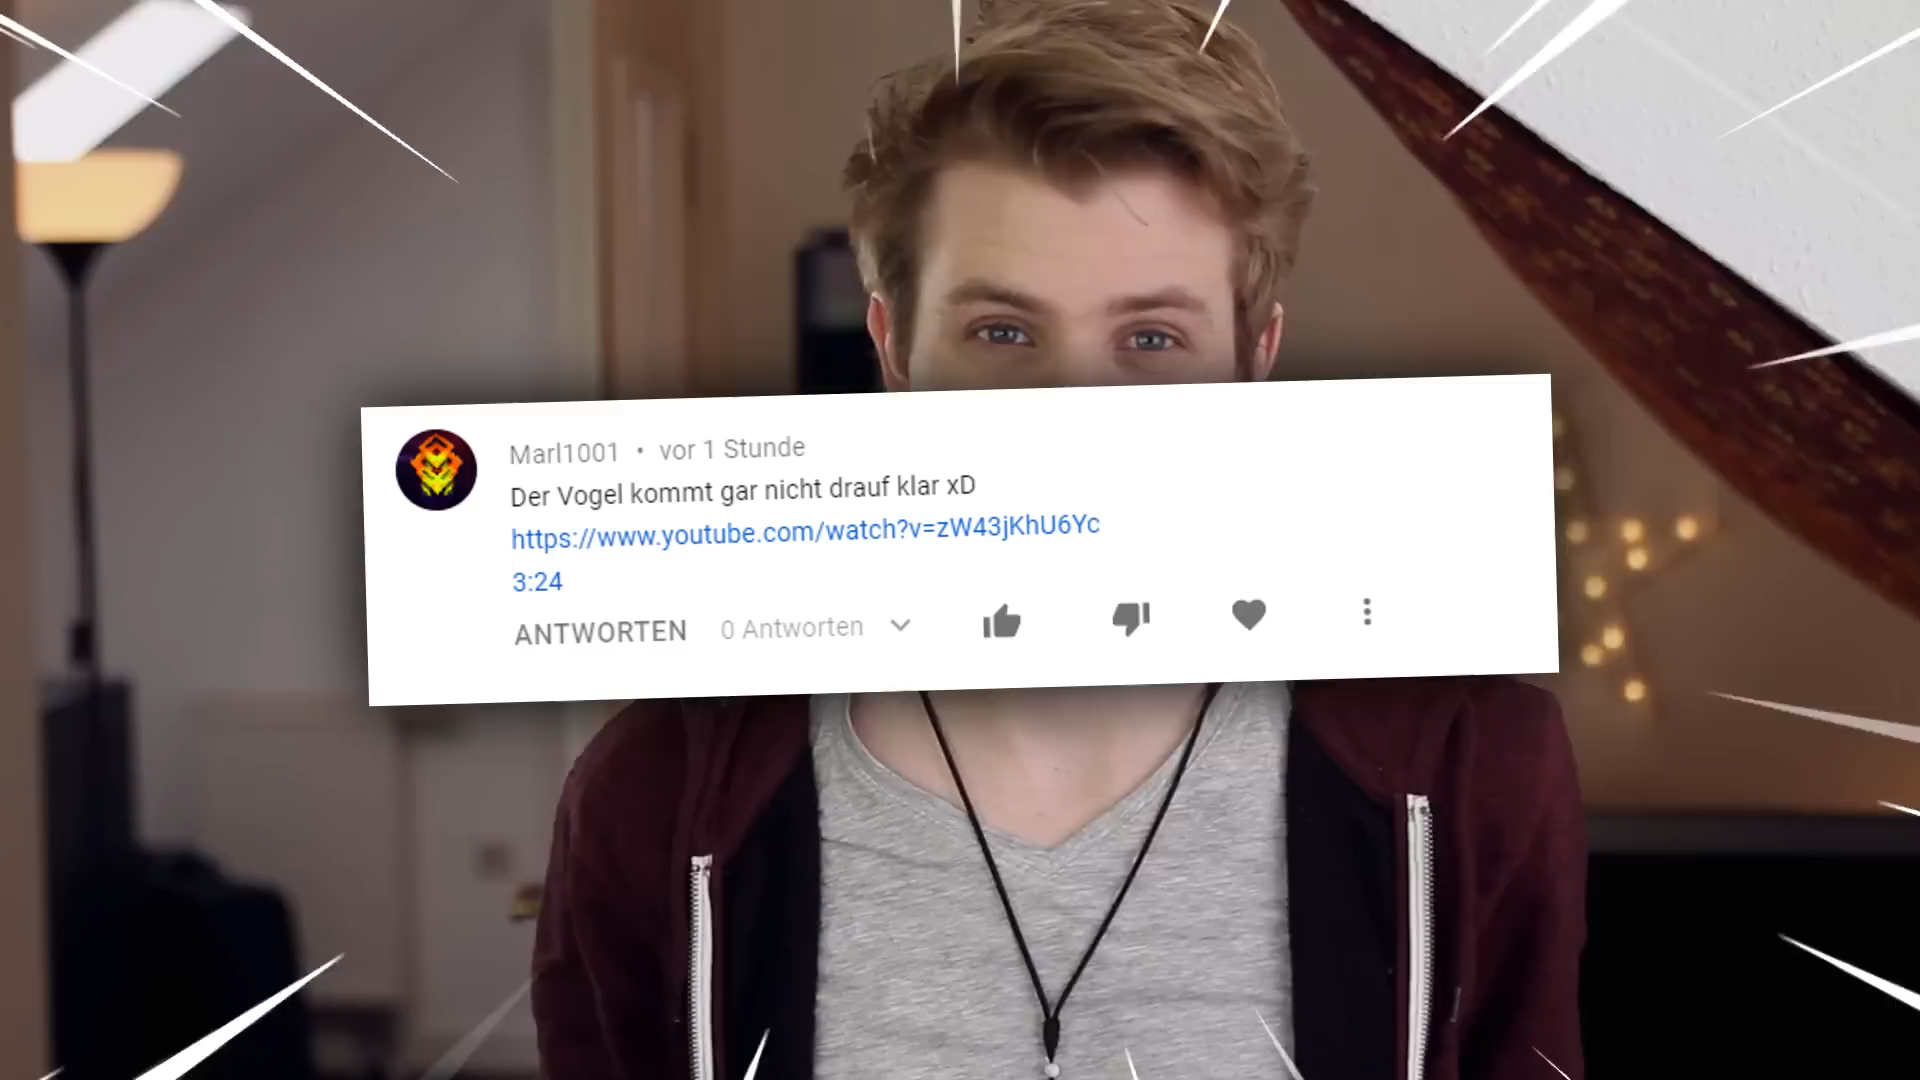 Marl1001 • vor 1 Stunde
Der Vogel kommt gar nicht drauf klar xD
https://www.youtube.com/watch?v=zW43jKhU6Yc
3:24
ANTWORTEN 0 Antworten